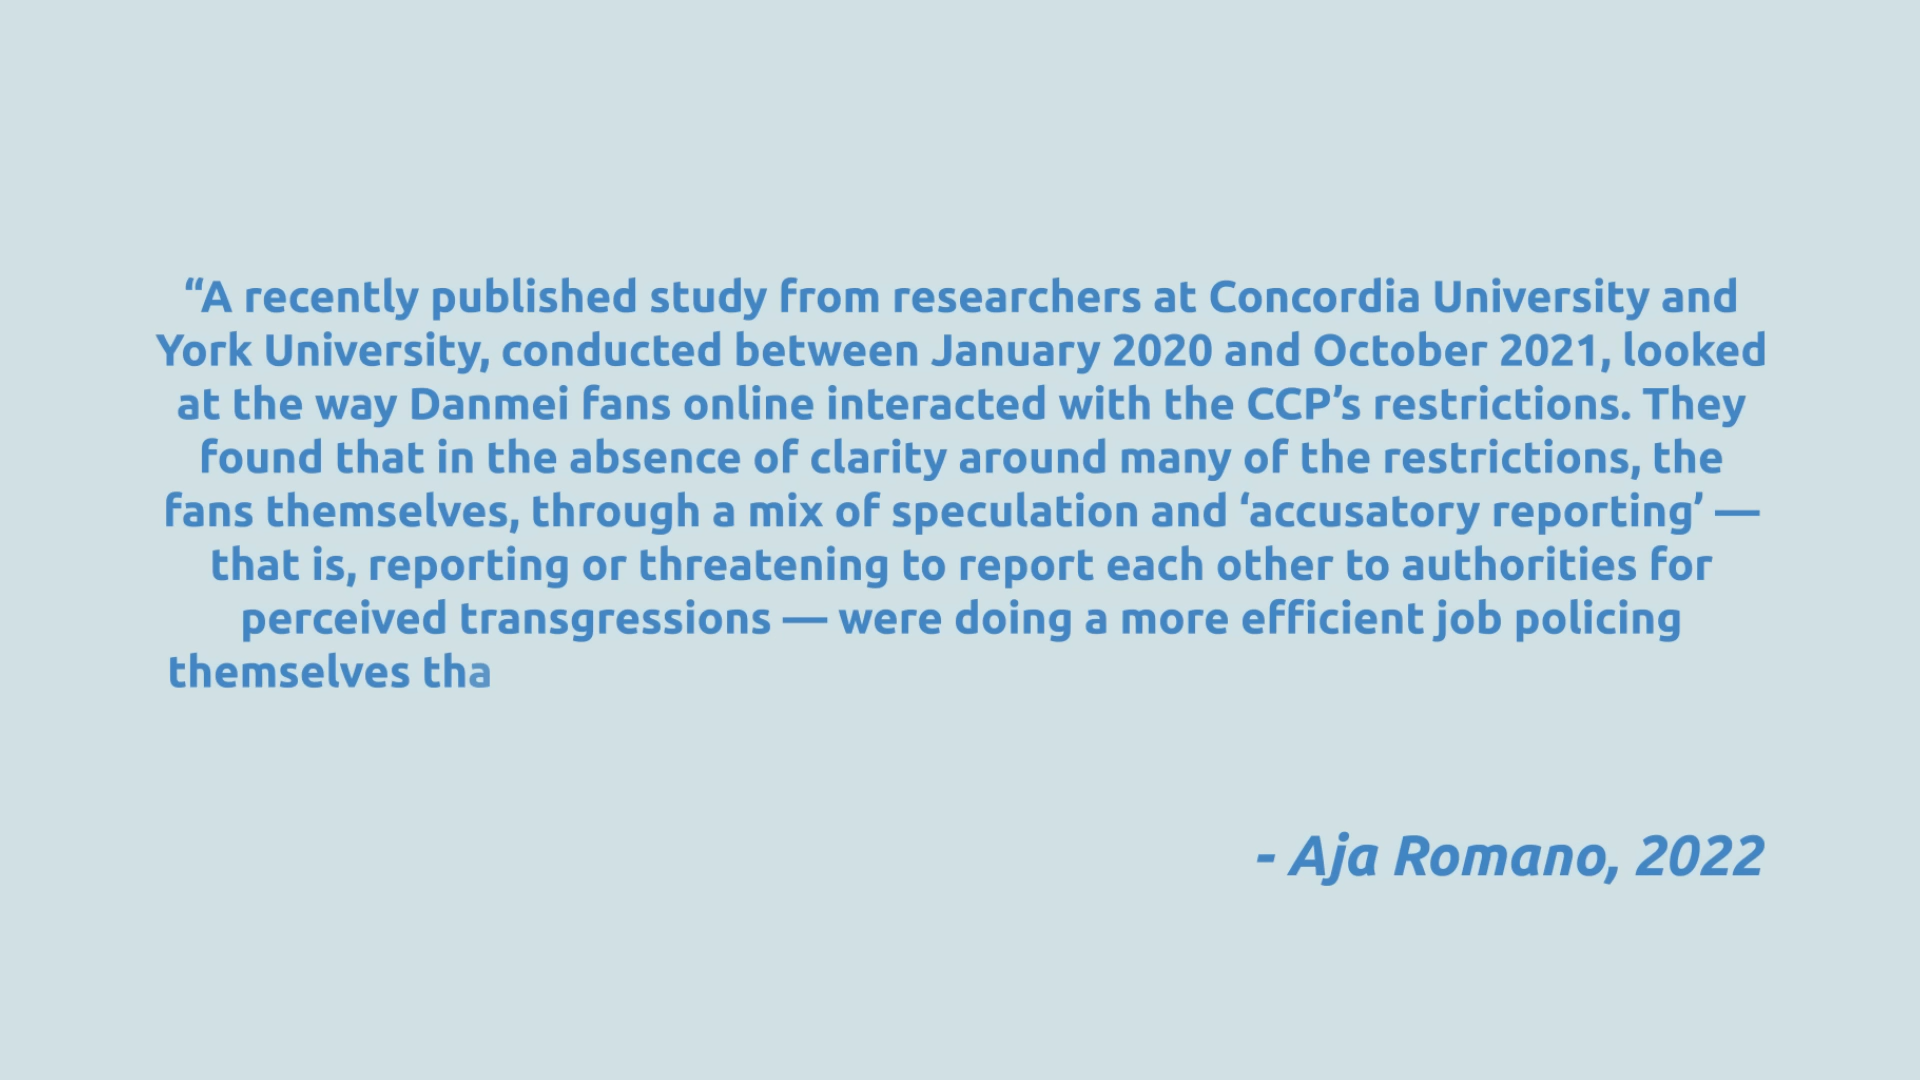 “A recently published study from researchers at Concordia University and
York University, conducted between January 2020 and October 2021, looked
at the way Danmei fans online interacted with the CCP’s restrictions. They
found that in the absence of clarity around many of the restrictions, the
fans themselves, through a mix of speculation and ‘accusatory reporting’ —
that is, reporting or threatening to report each other to authorities for
perceived transgressions — were doing a more efficient job policing
themselves tha
- Aja Romano, 2022